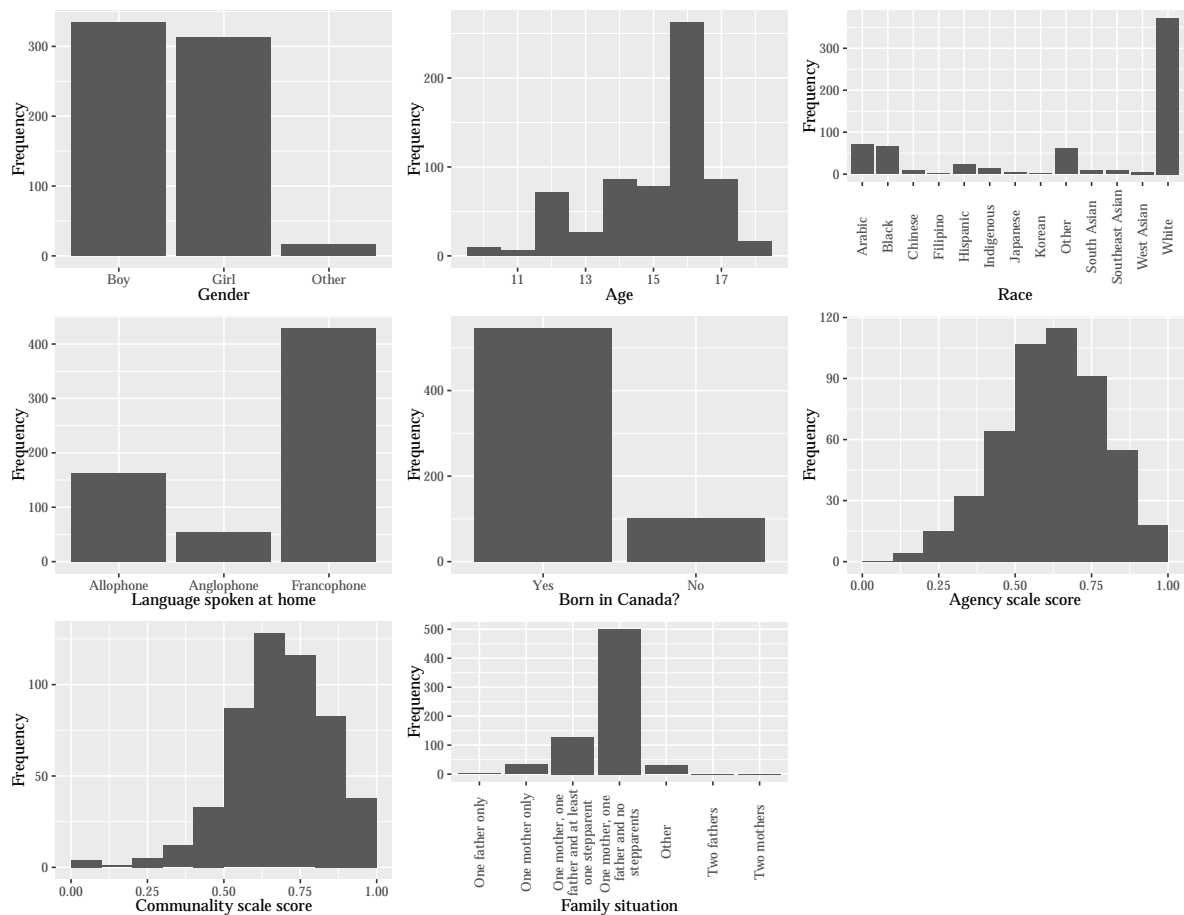 Frequency
300
200
100
0
Boy
Girl
Other
Gender
Frequency
200
100
0
11
13
15
17
Age
Frequency
300
200
100
0
Arabic
Black
Chinese
Filipino
Hispanic
Indigenous
Japanese
Korean
Other
South Asian
Southeast Asian
West Asian
White
Race
Frequency
400
300
200
100
0
Allophone
Anglophone
Francophone
Language spoken at home
Frequency
400
200
0
Yes
No
Born in Canada?
Frequency
120
90
60
30
0
0.00
0.25
0.50
0.75
1.00
Agency scale score
Frequency
100
50
0
0.00
0.25
0.50
0.75
1.00
Communality scale score
Frequency
500
400
300
200
100
0
One father only
One mother only
One mother, one
father and at least
one stepparent
One mother, one
father and no
stepparents
Other
Two fathers
Two mothers
Family situation